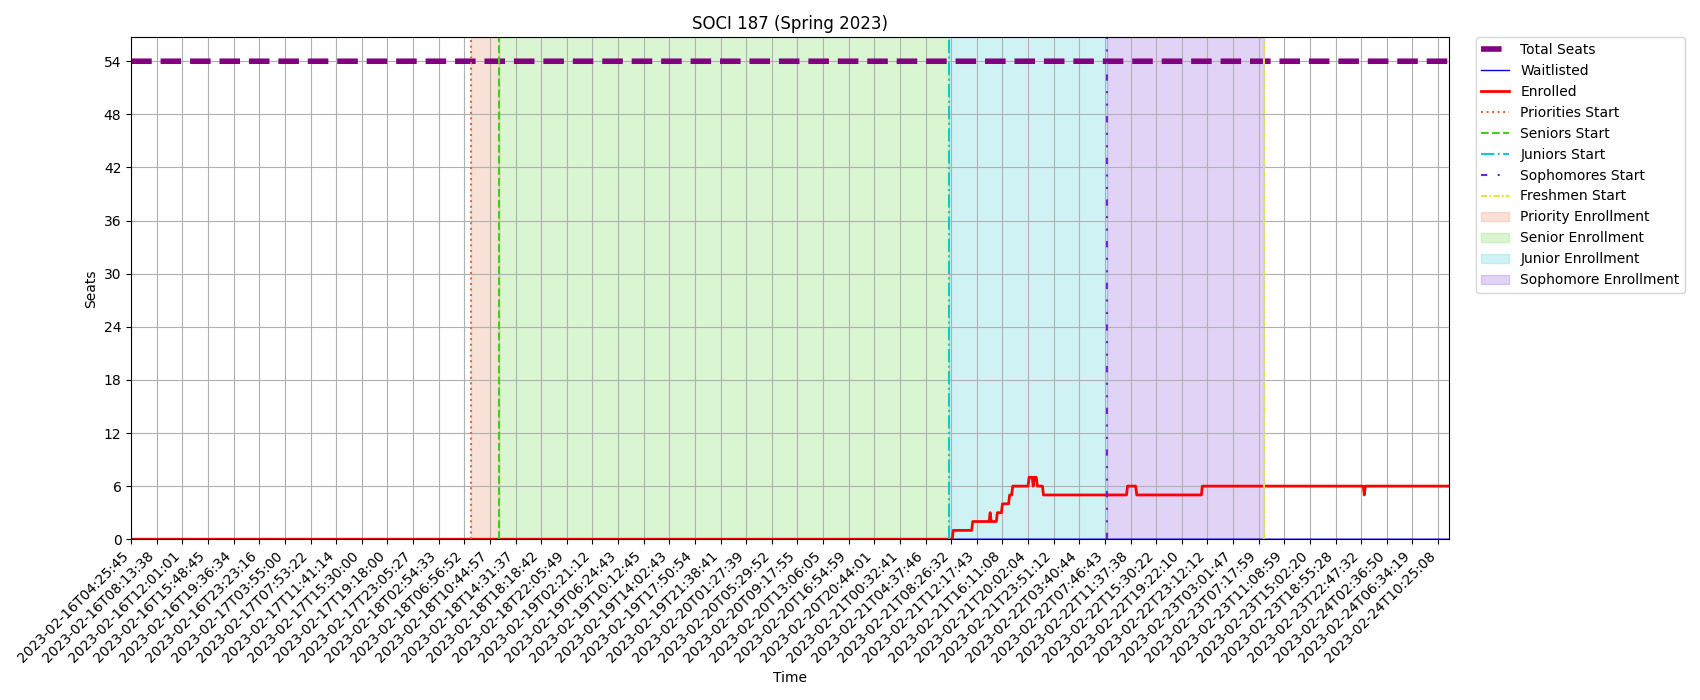 SOCI 187 (Spring 2023)
Seats
54
48
42
36
30
24
18
12
6
0
2023-02-16T04:25:45
2023-02-16T08:13:38
2023-02-16T12:01:01
2023-02-16T15:48:45
2023-02-16T19:36:34
2023-02-16T23:23:16
2023-02-17T03:55:00
2023-02-17T07:53:22
2023-02-17T11:41:14
2023-02-17T15:30:00
2023-02-17T19:18:00
2023-02-17T23:05:27
2023-02-18T02:54:33
2023-02-18T06:56:52
2023-02-18T10:44:57
2023-02-18T14:31:37
2023-02-18T18:18:42
2023-02-18T22:05:49
2023-02-19T02:21:12
2023-02-19T06:24:43
2023-02-19T10:12:45
2023-02-19T14:02:43
2023-02-19T17:50:54
2023-02-19T21:38:41
2023-02-20T01:27:39
2023-02-20T05:29:52
2023-02-20T09:17:55
2023-02-20T13:06:05
2023-02-20T16:54:59
2023-02-20T20:44:01
2023-02-21T00:32:41
2023-02-21T04:37:46
2023-02-21T08:26:32
2023-02-21T12:17:43
2023-02-21T16:11:08
2023-02-21T20:02:04
2023-02-21T23:51:12
2023-02-22T03:40:44
2023-02-22T07:46:43
2023-02-22T11:37:38
2023-02-22T15:30:22
2023-02-22T19:22:10
2023-02-22T23:12:12
2023-02-23T03:01:47
2023-02-23T07:17:59
2023-02-23T11:08:59
2023-02-23T15:02:20
2023-02-23T18:55:28
2023-02-23T22:47:32
2023-02-24T02:36:50
2023-02-24T06:34:19
2023-02-24T10:25:08
Time
Total Seats
Waitlisted
Enrolled
Priorities Start
Seniors Start
Juniors Start
Sophomores Start
Freshmen Start
Priority Enrollment
Senior Enrollment
Junior Enrollment
Sophomore Enrollment